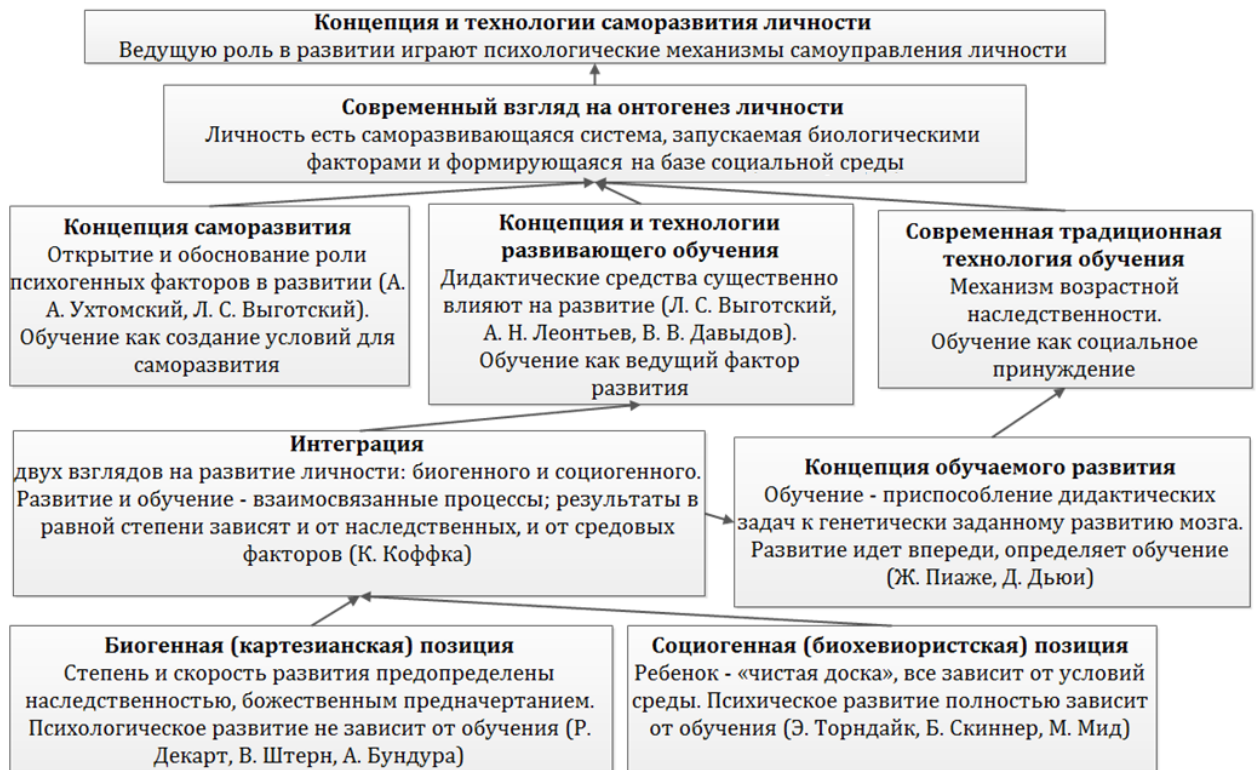 Концепция и технологии саморазвития личности
Ведущую роль в развитии играют психологические механизмы самоуправления личности
Современный взгляд на онтогенез личности
Личность есть саморазвивающаяся система, запускаемая биологическими
факторами и формирующаяся на базе социальной среды
Концепция саморазвития
Открытие и обоснование роли
психогенных факторов в развитии (А.
А. Ухтомский, Л. С. Выготский).
Обучение как создание условий для
саморазвития
Концепция и технологии
развивающего обучения
Дидактические средства существенно
влияют на развитие (Л. С. Выготский,
А. Н. Леонтьев, В. В. Давыдов).
Обучение как ведущий фактор
развития
Современная традиционная
технология обучения
Механизм возрастной
наследственности.
Обучение как социальное
принуждение
Интеграция
двух взглядов на развитие личности: биогенного и социогенного.
Развитие и обучение - взаимосвязанные процессы; результаты в
равной степени зависят и от наследственных, и от средовых
факторов (К. Коффка)
Концепция обучаемого развития
Обучение - приспособление дидактических
задач к генетически заданному развитию мозга.
Развитие идет впереди, определяет обучение
(Ж. Пиаже, Д. Дьюи)
Биогенная (картезианская) позиция
Степень и скорость развития предопределены
наследственностью, божественным предначертанием.
Психологическое развитие не зависит от обучения (Р.
Декарт, В. Штерн, А. Бундура)
Социогенная (биохевиористская) позиция
Ребенок - «чистая доска», все зависит от условий
среды. Психическое развитие полностью зависит
от обучения (Э. Торндайк, Б. Скиннер, М. Мид)